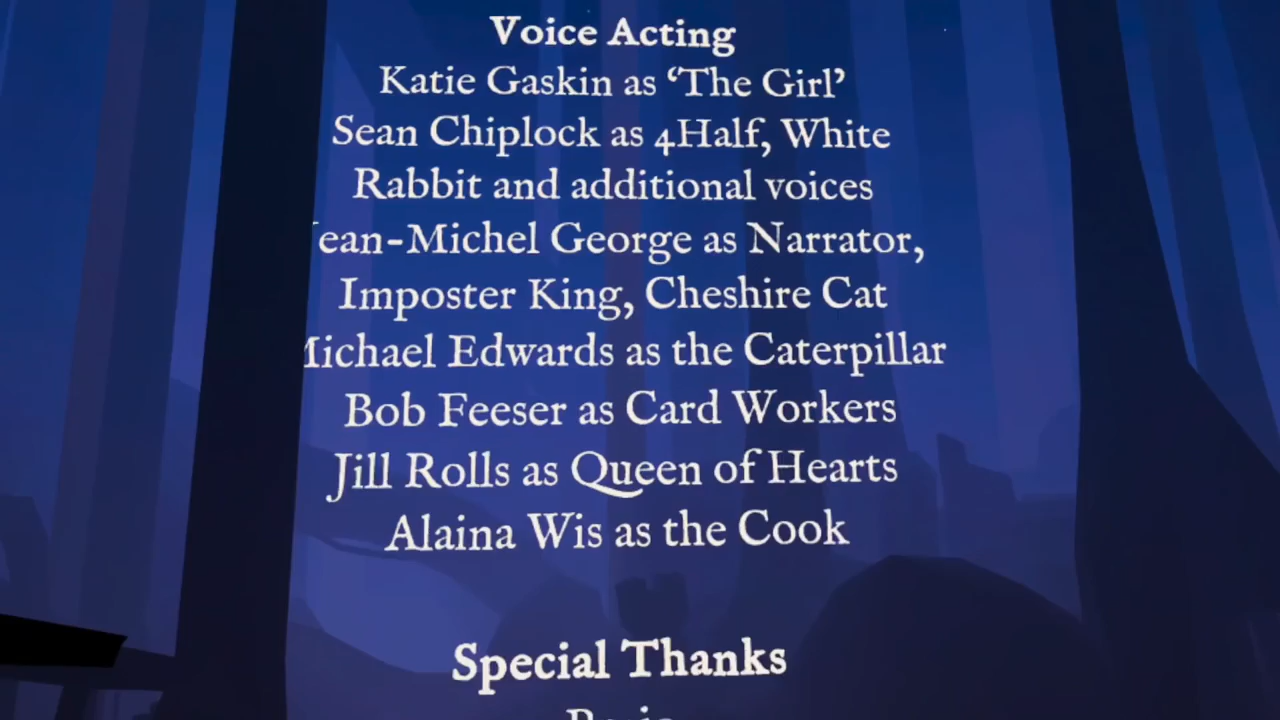 Voice Acting
Katie Gaskin as ‘The Girl’
Sean Chiplock as 4Half, White
Rabbit and additional voices
Jean-Michel George as Narrator,
Imposter King, Cheshire Cat
Michael Edwards as the Caterpillar
Bob Feeser as Card Workers
Jill Rolls as Queen of Hearts
Alaina Wis as the Cook
Special Thanks